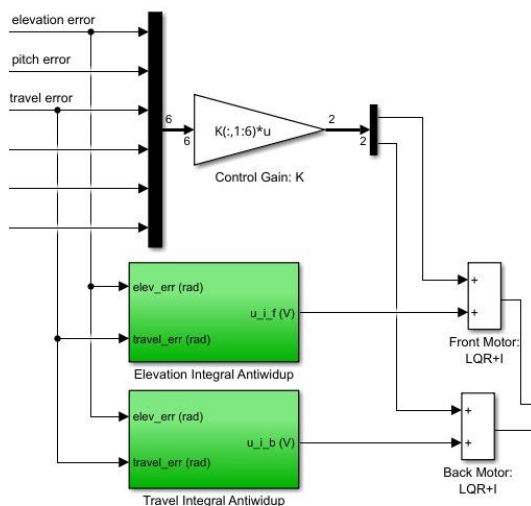 elevation error
pitch error
travel error
6
6
K(:,1:6)*u
2
2
Control Gain: K
elev_err (rad)
u_i_f (V)
travel_err (rad)
Elevation Integral Antiwidup
+
+
Front Motor:
LQR+I
elev_err (rad)
u_i_b (V)
travel_err (rad)
Travel Integral Antiwidup
+
+
Back Motor:
LQR+I